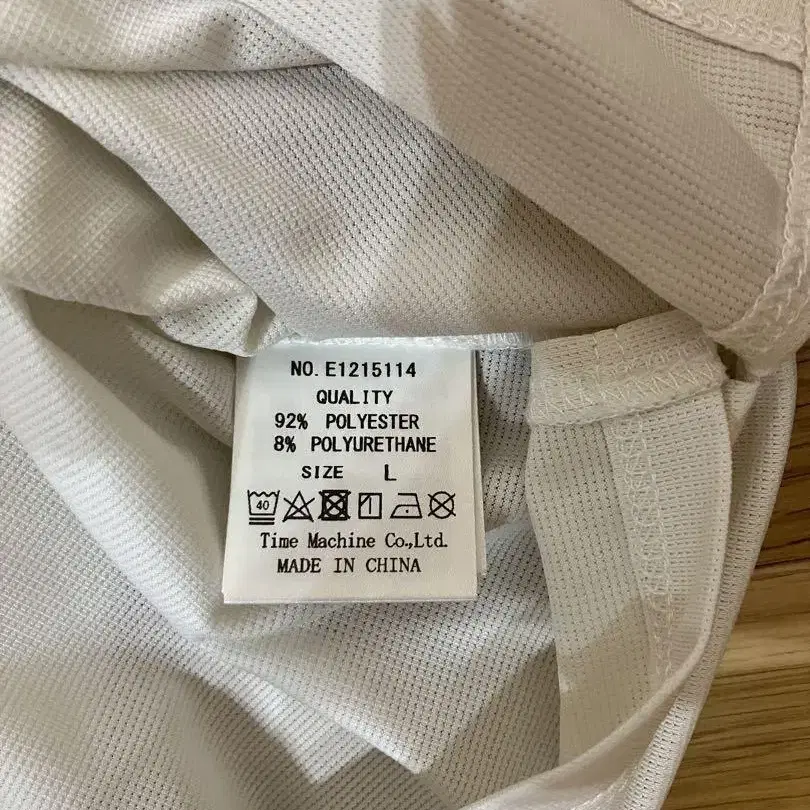 NO. E1215114
QUALITY
92% POLYESTER
8% POLYURETHANE
SIZE L
40
Time Machine Co.,Ltd.
MADE IN CHINA